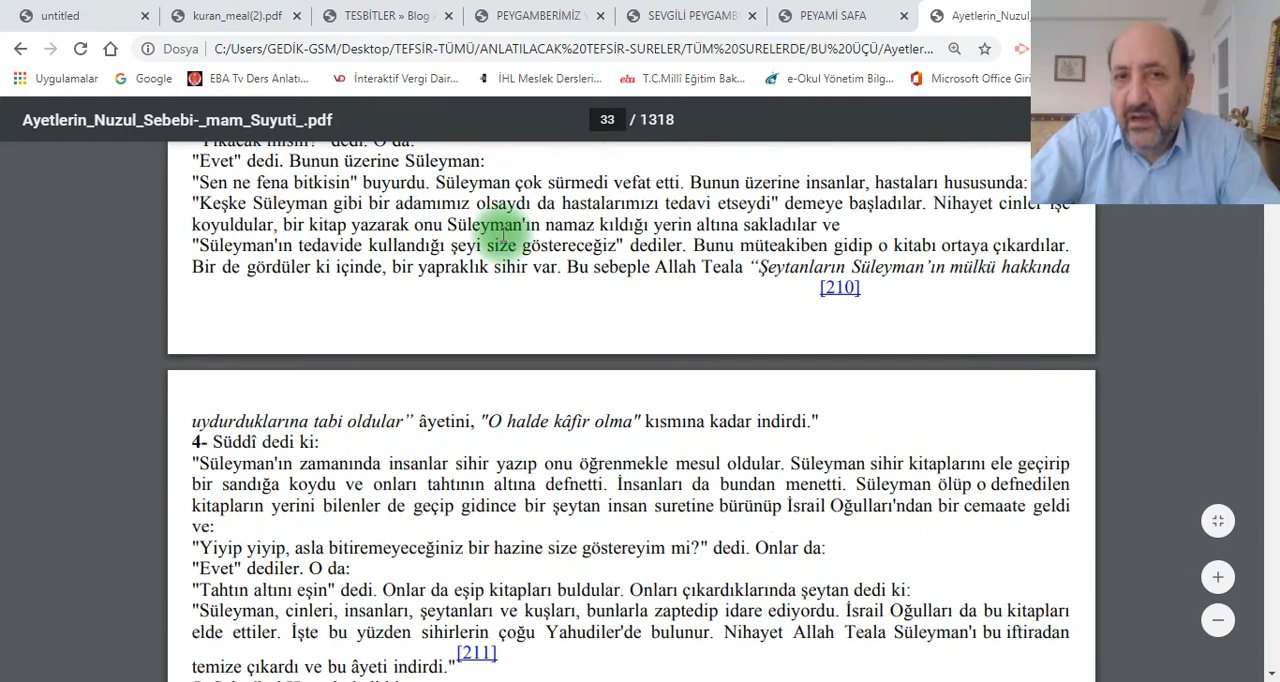 untitled
kuran_meal(2).pdf
TESBİTLER » Blog A
PEYGAMBERİMİZ V
SEVGİLİ PEYGAMB
PEYAMİ SAFA
Ayetlerin_Nuzul_
Dosya
C:/Users/GEDİK-GSM/Desktop/TEFSİR-TÜMÜ/ANLATILACAK%20TEFSİR-SURELER/TÜM%20SURELERDE/BU%20ÜÇÜ/Ayetler...
Uygulamalar
Google
EBA Tv Ders Anlatı...
İnteraktif Vergi Dair...
İHL Meslek Dersleri...
T.C.Millî Eğitim Bak...
e-Okul Yönetim Bilg...
Microsoft Office Giri
Ayetlerin_Nuzul_Sebebi-_mam_Suyuti_.pdf
33 / 1318
dedi. O da:
"Evet" dedi. Bunun üzerine Süleyman:
"Sen ne fena bitkisin" buyurdu. Süleyman çok sürmedi vefat etti. Bunun üzerine insanlar, hastaları hususunda:
"Keşke Süleyman gibi bir adamımız olsaydı da hastalarımızı tedavi etseydi" demeye başladılar. Nihayet cinler işe
koyuldular, bir kitap yazarak onu Süleyman'ın namaz kıldığı yerin altına sakladılar ve
"Süleyman'ın tedavide kullandığı şeyi size göstereceğiz" dediler. Bunu müteakiben gidip o kitabı ortaya çıkardılar.
Bir de gördüler ki içinde, bir yapraklık sihir var. Bu sebeple Allah Teala “Şeytanların Süleyman’ın mülkü hakkında
[210]
uydurduklarına tabi oldular” âyetini, "O halde kâfir olma" kısmına kadar indirdi."
4- Süddî dedi ki:
"Süleyman'ın zamanında insanlar sihir yazıp onu öğrenmekle mesul oldular. Süleyman sihir kitaplarını ele geçirip
bir sandığa koydu ve onları tahtının altına defnetti. İnsanları da bundan menetti. Süleyman ölüp o defnedilen
kitapların yerini bilenler de geçip gidince bir şeytan insan suretine bürünüp İsrail Oğulları'ndan bir cemaate geldi
ve:
"Yiyip yiyip, asla bitiremeyeceğiniz bir hazine size göstereyim mi?" dedi. Onlar da:
"Evet" dediler. O da:
"Tahtın altını eşin" dedi. Onlar da eşip kitapları buldular. Onları çıkardıklarında şeytan dedi ki:
"Süleyman, cinleri, insanları, şeytanları ve kuşları, bunlarla zaptedip idare ediyordu. İsrail Oğulları da bu kitapları
elde ettiler. İşte bu yüzden sihirlerin çoğu Yahudiler'de bulunur. Nihayet Allah Teala Süleyman'ı bu iftiradan
temize çıkardı ve bu âyeti indirdi." [211]